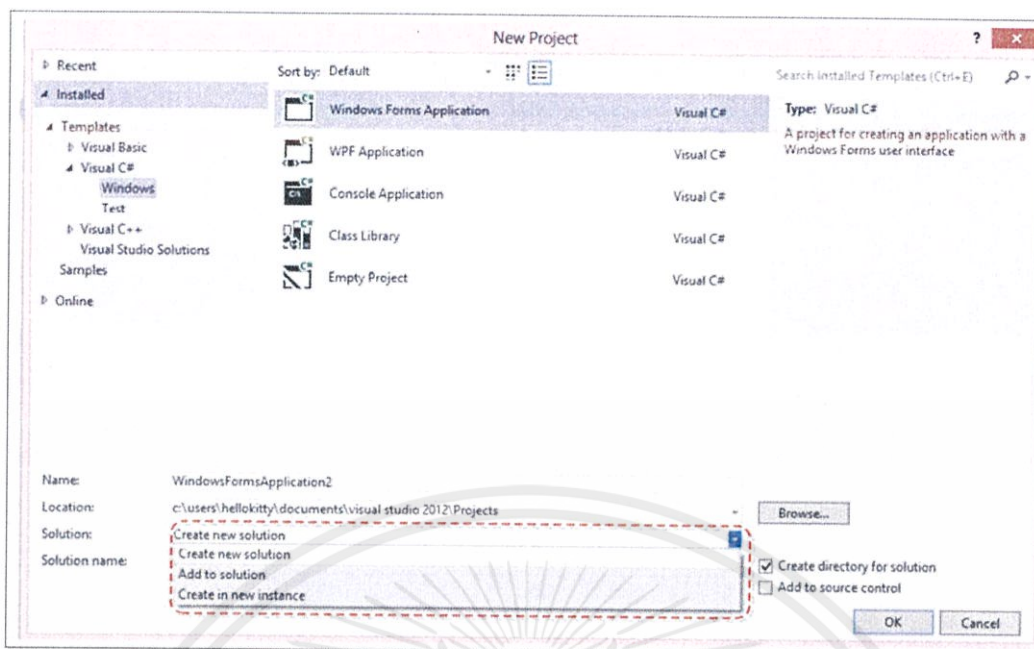 New Project
? ×
Recent
Installed
Templates
Visual Basic
Visual C#
Windows
Test
Visual C++
Visual Studio Solutions
Samples
Online
Sort by: Default
Search Installed Templates (Ctrl+E)
Windows Forms Application Visual C#
WPF Application Visual C#
Console Application Visual C#
Class Library Visual C#
Empty Project Visual C#
Type: Visual C#
A project for creating an application with a
Windows Forms user interface
Name: WindowsFormsApplication2
Location: c:\users\hellokitty\documents\visual studio 2012\Projects
Browse...
Solution: Create new solution
Solution name:
Create new solution
Add to solution
Create in new instance
Create directory for solution
Add to source control
OK Cancel